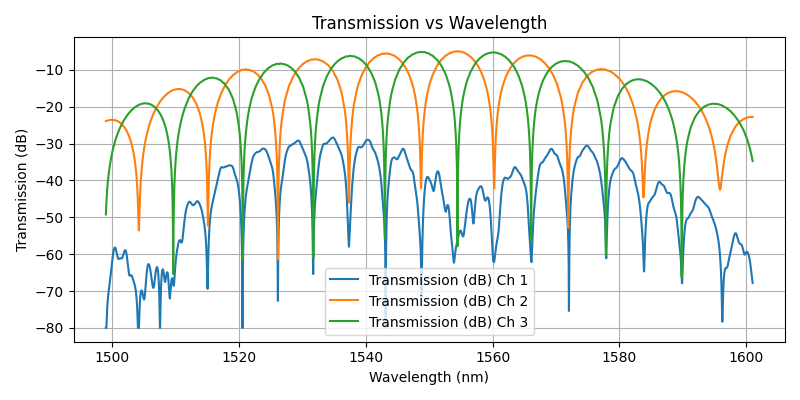 Transmission vs Wavelength
Transmission (dB)
−10
−20
−30
−40
−50
−60
−70
−80
Transmission (dB) Ch 1
Transmission (dB) Ch 2
Transmission (dB) Ch 3
1500
1520
1540
1560
1580
1600
Wavelength (nm)